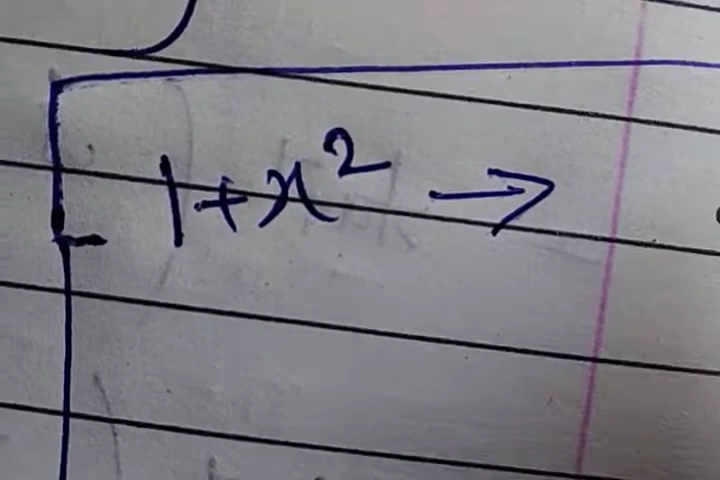 1+x² →